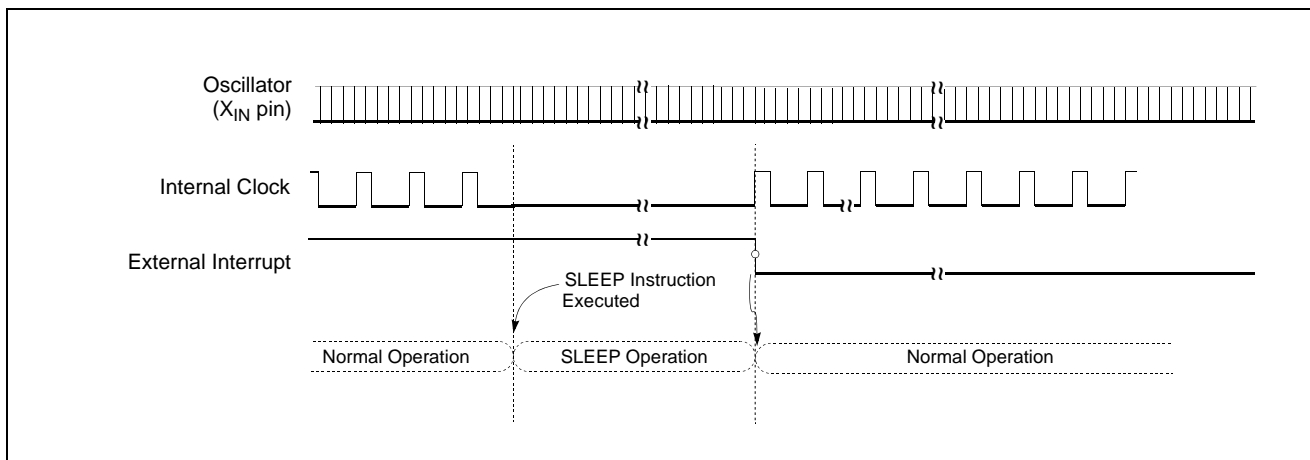 Oscillator
(XIN pin)
Internal Clock
External Interrupt
SLEEP Instruction
Executed
Normal Operation
SLEEP Operation
Normal Operation